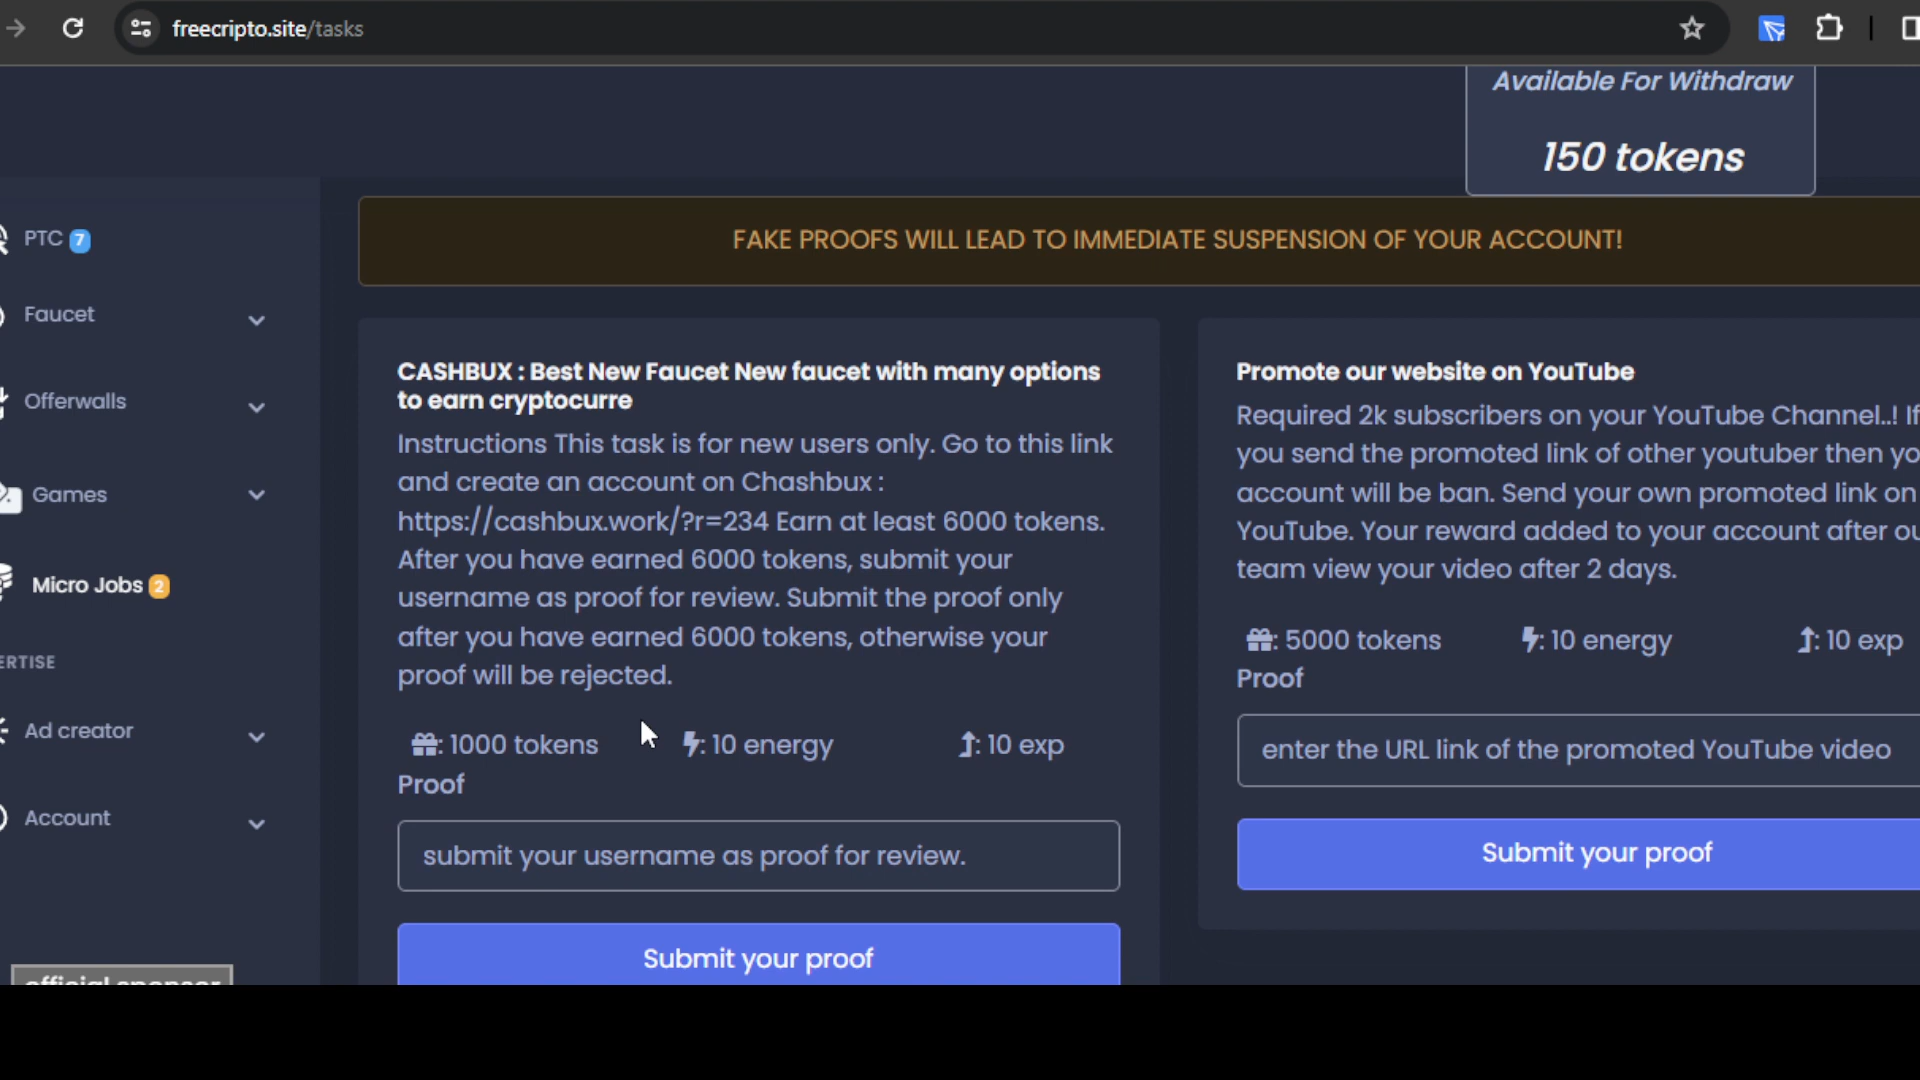 freecripto.site/tasks
Available For Withdraw
150 tokens
PTC 7
Faucet
Offerwalls
Games
Micro Jobs 2
ERTISE
Ad creator
Account
official sponsor
FAKE PROOFS WILL LEAD TO IMMEDIATE SUSPENSION OF YOUR ACCOUNT!
CASHBUX : Best New Faucet New faucet with many options
to earn cryptocurre
Instructions This task is for new users only. Go to this link
and create an account on Chashbux :
https://cashbux.work/?r=234 Earn at least 6000 tokens.
After you have earned 6000 tokens, submit your
username as proof for review. Submit the proof only
after you have earned 6000 tokens, otherwise your
proof will be rejected.
: 1000 tokens : 10 energy : 10 exp
Proof
submit your username as proof for review.
Submit your proof
Promote our website on YouTube
Required 2k subscribers on your YouTube Channel..! If
you send the promoted link of other youtuber then yo
account will be ban. Send your own promoted link on
YouTube. Your reward added to your account after ou
team view your video after 2 days.
: 5000 tokens : 10 energy : 10 exp
Proof
enter the URL link of the promoted YouTube video
Submit your proof